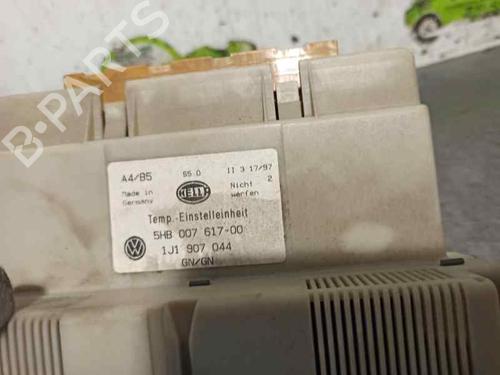 B-PARTS
A4/B5 S5.0 II 3 17/97
Made in Germany
HELLA
Nicht werfen 2
Temp.-Einstelleinheit
5HB 007 617-00
1J1 907 044
GN/GN